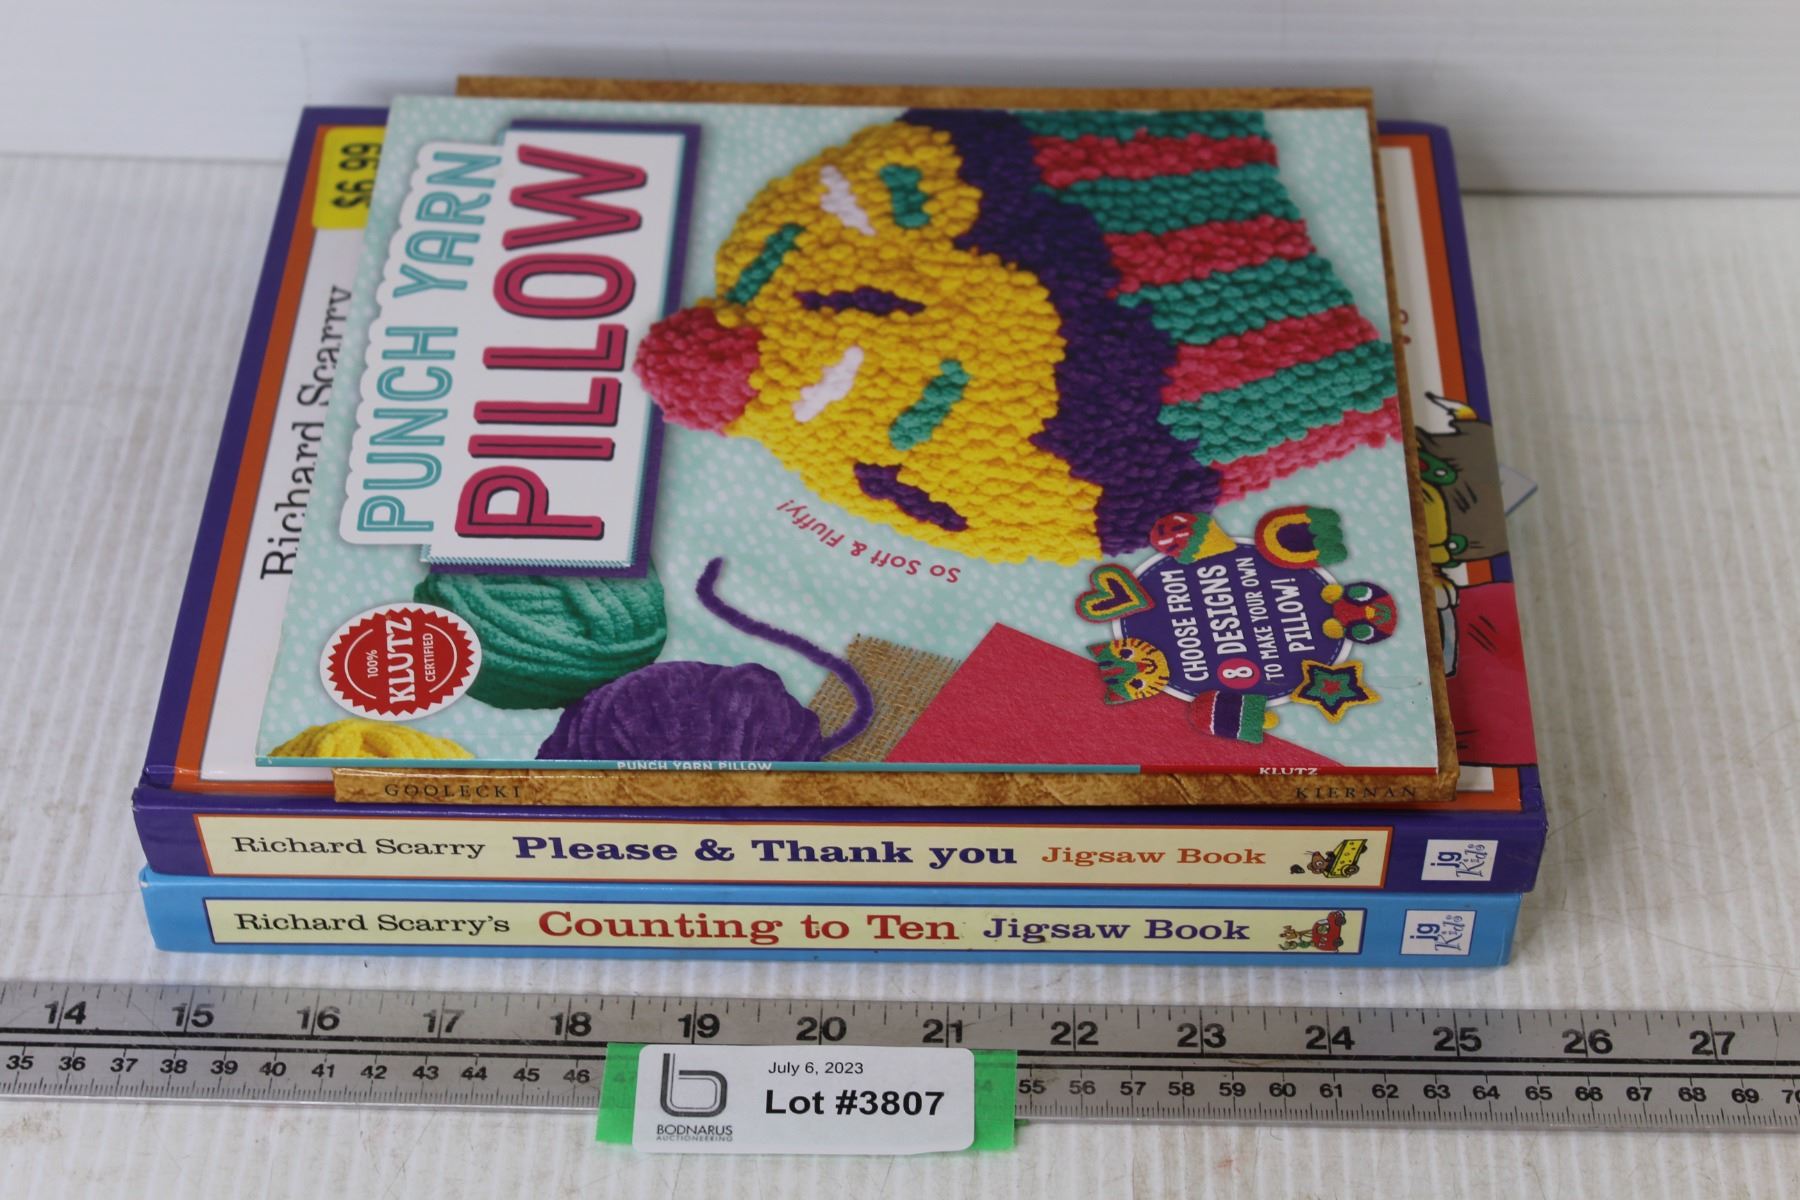 $6.99
Richard Scarry
PUNCH YARN
PILLOW
So Soft & Fluffy!
100%
KLUTZ
CERTIFIED
CHOOSE FROM
8 DESIGNS
TO MAKE YOUR OWN
PILLOW!
PUNCH YARN PILLOW KLUTZ
GOOLECKI KIERNAN
Richard Scarry Please & Thank you Jigsaw Book jg Kids
Richard Scarry's Counting to Ten Jigsaw Book jg Kids
14 15 16 17 18 19 20 21 22 23 24 25 26 27
35 36 37 38 39 40 41 42 43 44 45 46 55 56 57 58 59 60 61 62 63 64 65 66 67 68 69 70
July 6, 2023
Lot #3807
BODNARUS
AUCTIONEERING